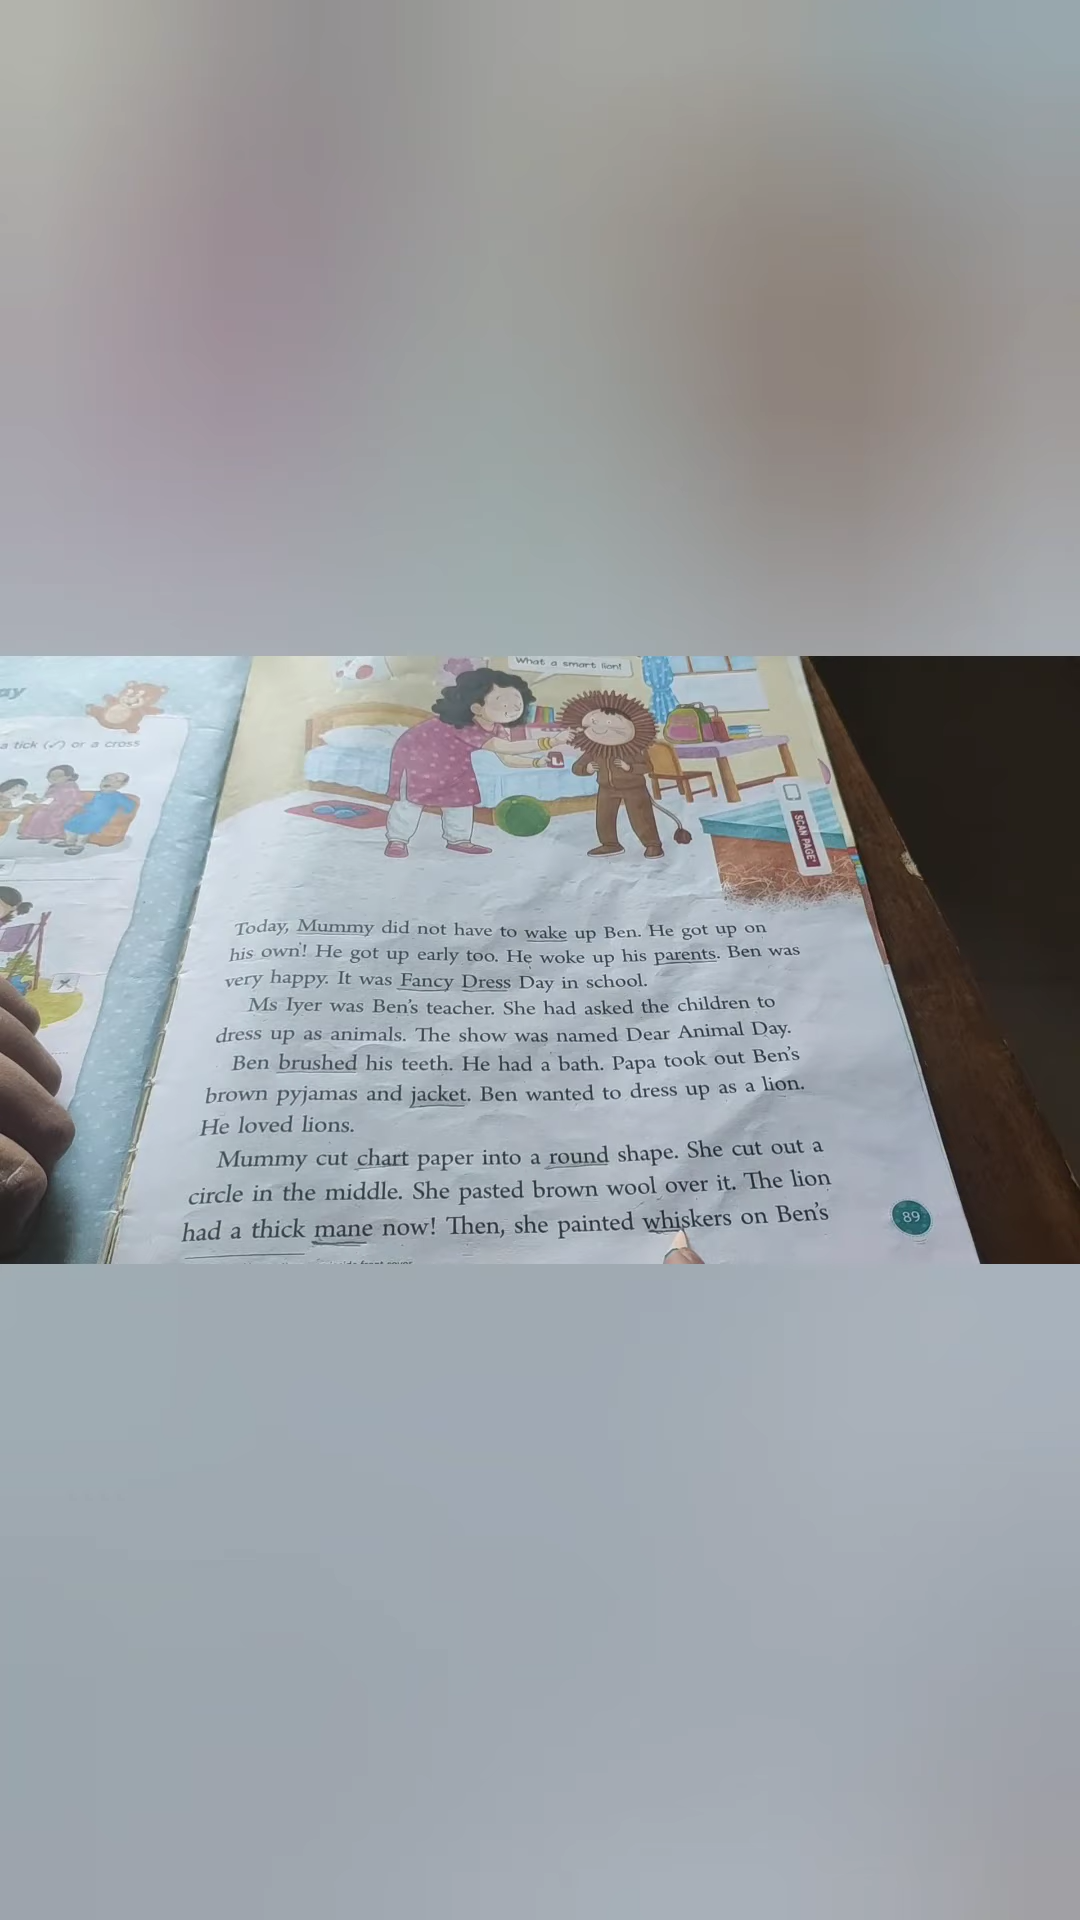 ay
a tick (✓) or a cross
What a smart lion!
SCAN PAGE
Today, Mummy did not have to wake up Ben. He got up on
his own! He got up early too. He woke up his parents. Ben was
very happy. It was Fancy Dress Day in school.
Ms Iyer was Ben's teacher. She had asked the children to
dress up as animals. The show was named Dear Animal Day.
Ben brushed his teeth. He had a bath. Papa took out Ben's
brown pyjamas and jacket. Ben wanted to dress up as a lion.
He loved lions.
Mummy cut chart paper into a round shape. She cut out a
circle in the middle. She pasted brown wool over it. The lion
had a thick mane now! Then, she painted whiskers on Ben's
89
front cover